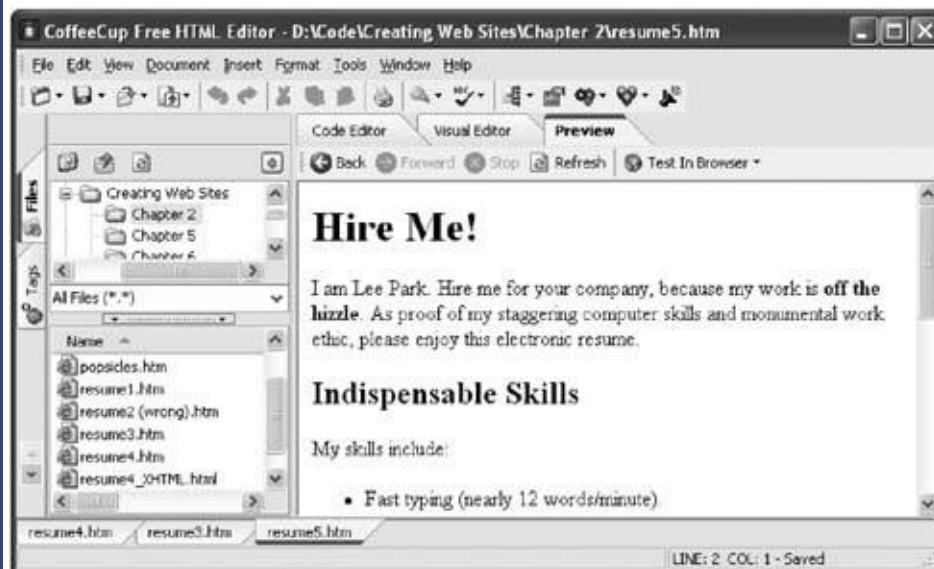 CoffeeCup Free HTML Editor - D:\Code\Creating Web Sites\Chapter 2\resume5.htm
File Edit View Document Insert Format Tools Window Help
Code Editor Visual Editor Preview
Back Forward Stop Refresh Test In Browser
Files
Tags
Creating Web Sites
Chapter 2
Chapter 5
Chapter 6
All Files (*.*)
Name
popsicles.htm
resume1.htm
resume2 (wrong).htm
resume3.htm
resume4.htm
resume4_XHTML.html
Hire Me!
I am Lee Park. Hire me for your company, because my work is off the
hizzle. As proof of my staggering computer skills and monumental work
ethic, please enjoy this electronic resume.
Indispensable Skills
My skills include:
• Fast typing (nearly 12 words/minute).
resume4.htm resume3.htm resume5.htm
LINE: 2 COL: 1 - Saved